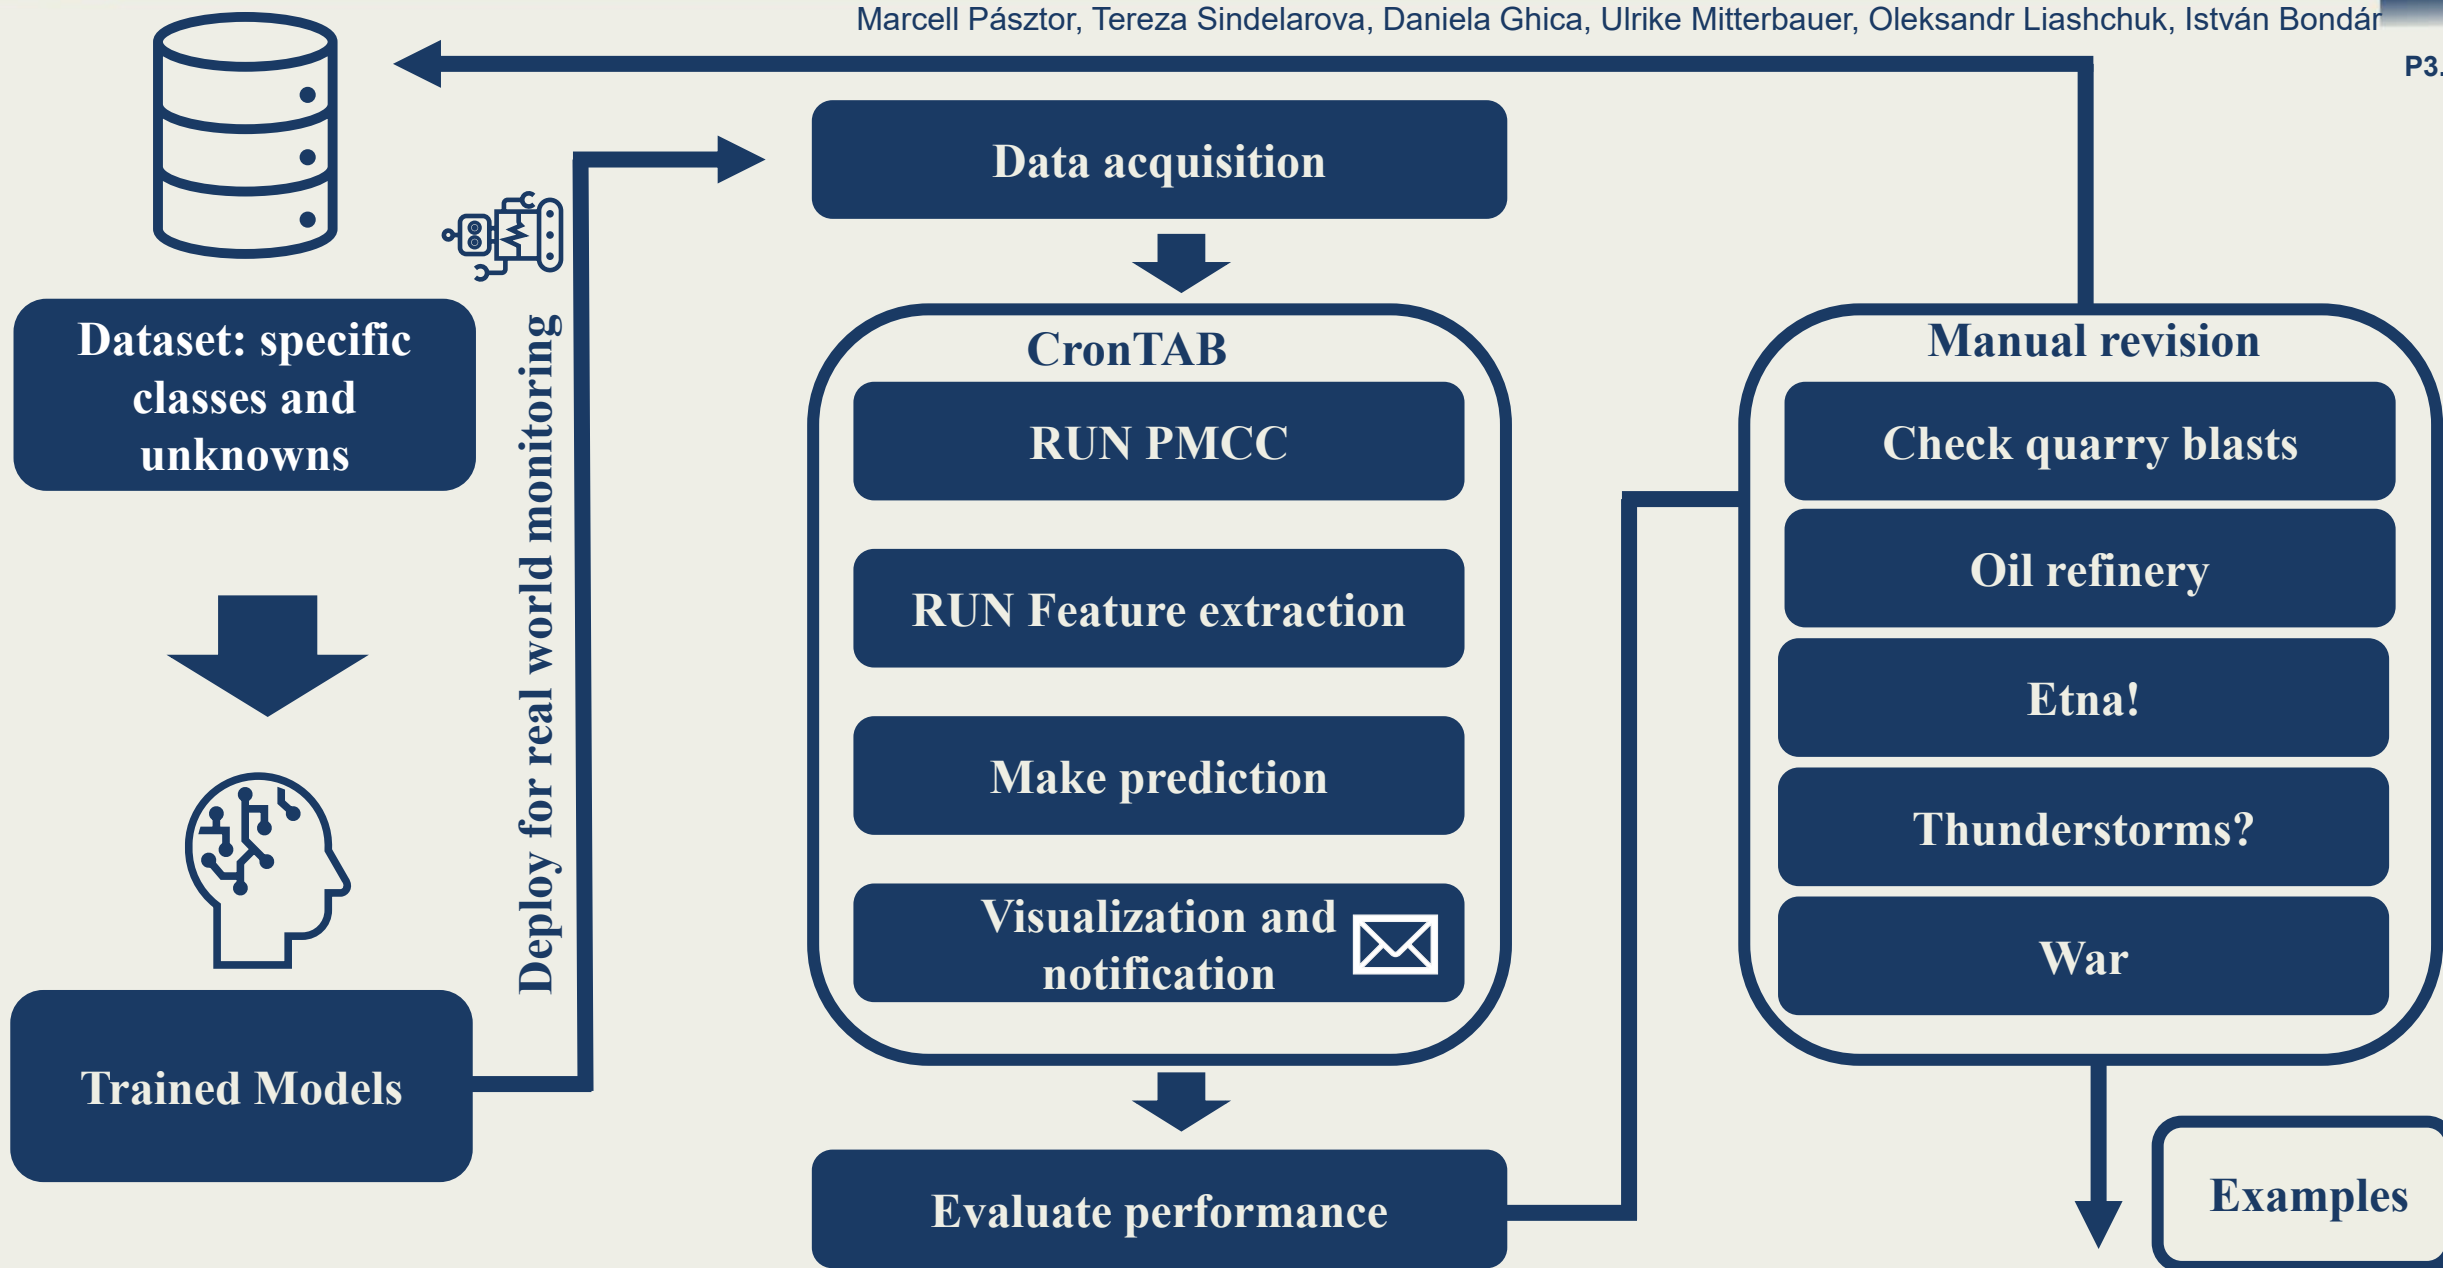 Marcell Pásztor, Tereza Sindelarova, Daniela Ghica, Ulrike Mitterbauer, Oleksandr Liashchuk, István Bondár
P3.
Dataset: specific
classes and
unknowns
Trained Models
Deploy for real world monitoring
Data acquisition
CronTAB
RUN PMCC
RUN Feature extraction
Make prediction
Visualization and
notification
Evaluate performance
Manual revision
Check quarry blasts
Oil refinery
Etna!
Thunderstorms?
War
Examples